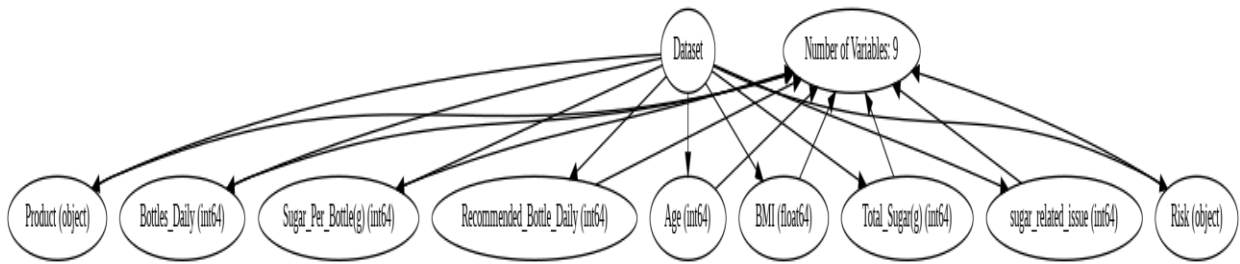 Dataset
Number of Variables: 9
Product (object)
Bottles_Daily (int64)
Sugar_Per_Bottle(g) (int64)
Recommended_Bottle_Daily (int64)
Age (int64)
BMI (float64)
Total_Sugar(g) (int64)
sugar_related_issue (int64)
Risk (object)